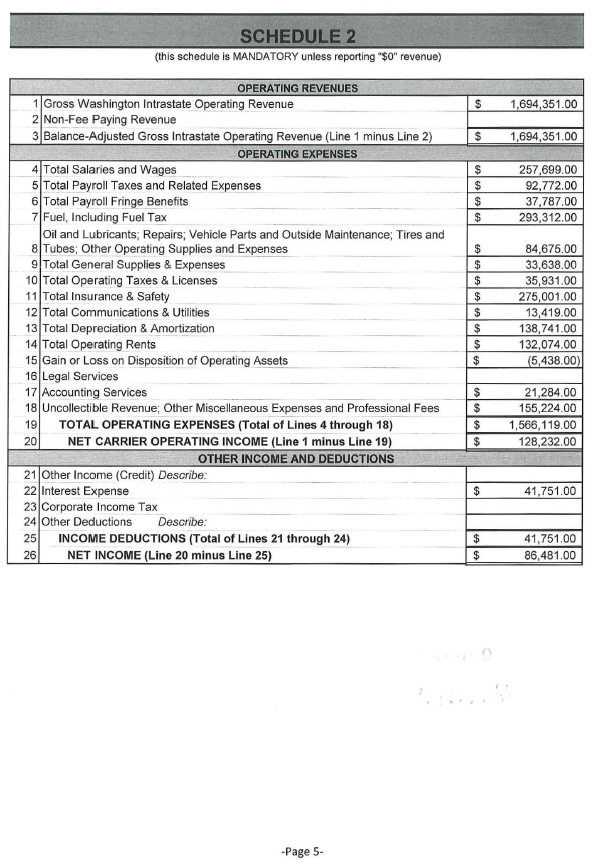 SCHEDULE 2
(this schedule is MANDATORY unless reporting "$0" revenue)
OPERATING REVENUES
1 Gross Washington Intrastate Operating Revenue $ 1,694,351.00
2 Non-Fee Paying Revenue
3 Balance-Adjusted Gross Intrastate Operating Revenue (Line 1 minus Line 2) $ 1,694,351.00
OPERATING EXPENSES
4 Total Salaries and Wages $ 257,699.00
5 Total Payroll Taxes and Related Expenses $ 92,772.00
6 Total Payroll Fringe Benefits $ 37,787.00
7 Fuel, Including Fuel Tax $ 293,312.00
Oil and Lubricants; Repairs; Vehicle Parts and Outside Maintenance; Tires and
8 Tubes; Other Operating Supplies and Expenses $ 84,675.00
9 Total General Supplies & Expenses $ 33,638.00
10 Total Operating Taxes & Licenses $ 35,931.00
11 Total Insurance & Safety $ 275,001.00
12 Total Communications & Utilities $ 13,419.00
13 Total Depreciation & Amortization $ 138,741.00
14 Total Operating Rents $ 132,074.00
15 Gain or Loss on Disposition of Operating Assets $ (5,438.00)
16 Legal Services
17 Accounting Services $ 21,284.00
18 Uncollectible Revenue; Other Miscellaneous Expenses and Professional Fees $ 155,224.00
19 TOTAL OPERATING EXPENSES (Total of Lines 4 through 18) $ 1,566,119.00
20 NET CARRIER OPERATING INCOME (Line 1 minus Line 19) $ 128,232.00
OTHER INCOME AND DEDUCTIONS
21 Other Income (Credit) Describe:
22 Interest Expense $ 41,751.00
23 Corporate Income Tax
24 Other Deductions Describe:
25 INCOME DEDUCTIONS (Total of Lines 21 through 24) $ 41,751.00
26 NET INCOME (Line 20 minus Line 25) $ 86,481.00
-Page 5-